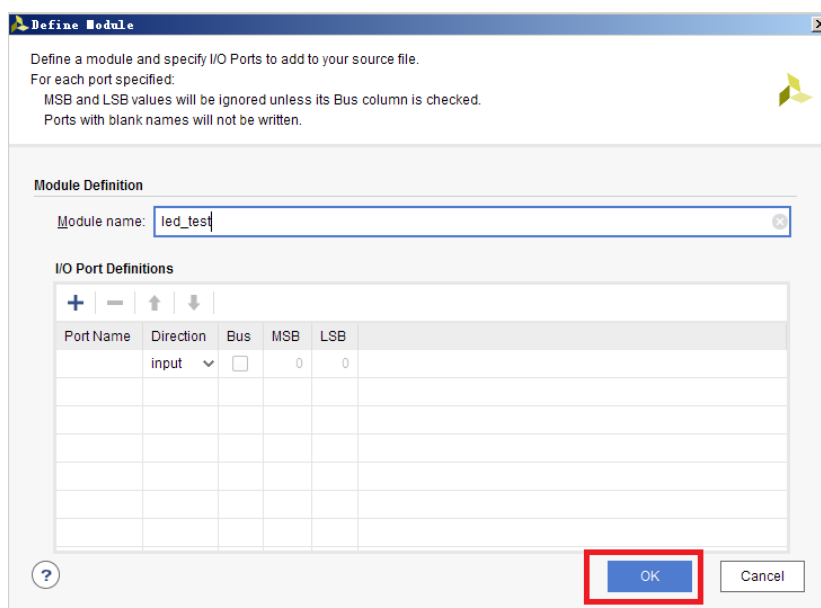 Define Module
Define a module and specify I/O Ports to add to your source file.
For each port specified:
MSB and LSB values will be ignored unless its Bus column is checked.
Ports with blank names will not be written.
Module Definition
Module name: led_test
I/O Port Definitions
Port Name Direction Bus MSB LSB
input 0 0
? OK Cancel